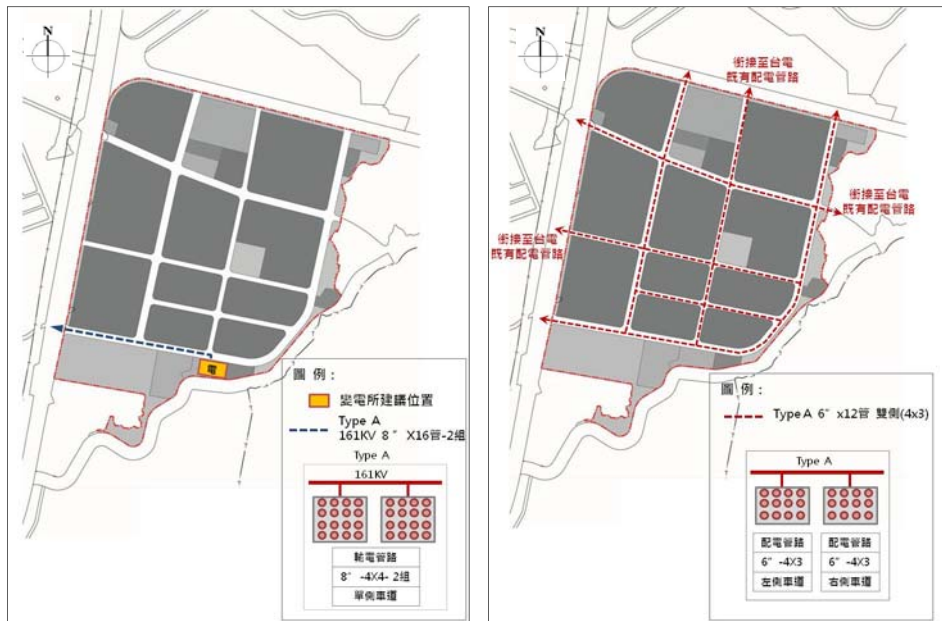 N
電
圖 例：
變電所建議位置
Type A
161KV 8" X16管-2組
Type A
161KV
輸電管路
8" -4X4- 2組
單側車道
N
銜接至台電
既有配電管路
銜接至台電
既有配電管路
銜接至台電
既有配電管路
圖 例：
Type A 6" x12管 雙側(4x3)
Type A
配電管路
配電管路
6" -4X3
6" -4X3
左側車道
右側車道